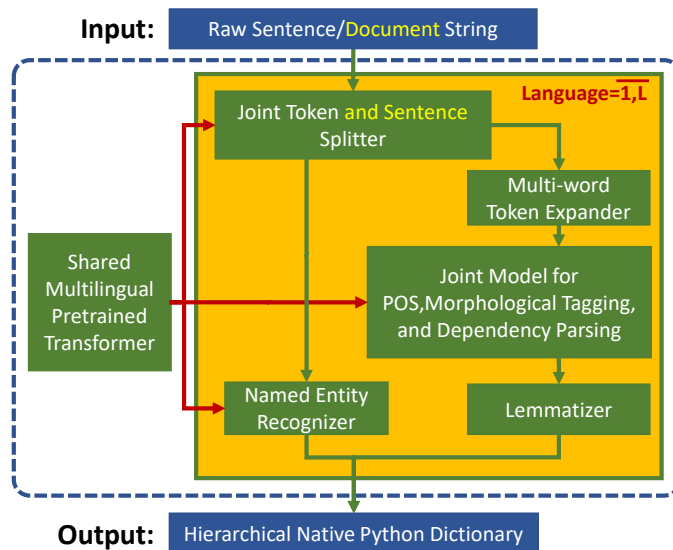 Input: Raw Sentence/Document String
Language=1,L
Joint Token and Sentence
Splitter
Multi-word
Token Expander
Shared
Multilingual
Pretrained
Transformer
Joint Model for
POS,Morphological Tagging,
and Dependency Parsing
Named Entity
Recognizer
Lemmatizer
Output: Hierarchical Native Python Dictionary